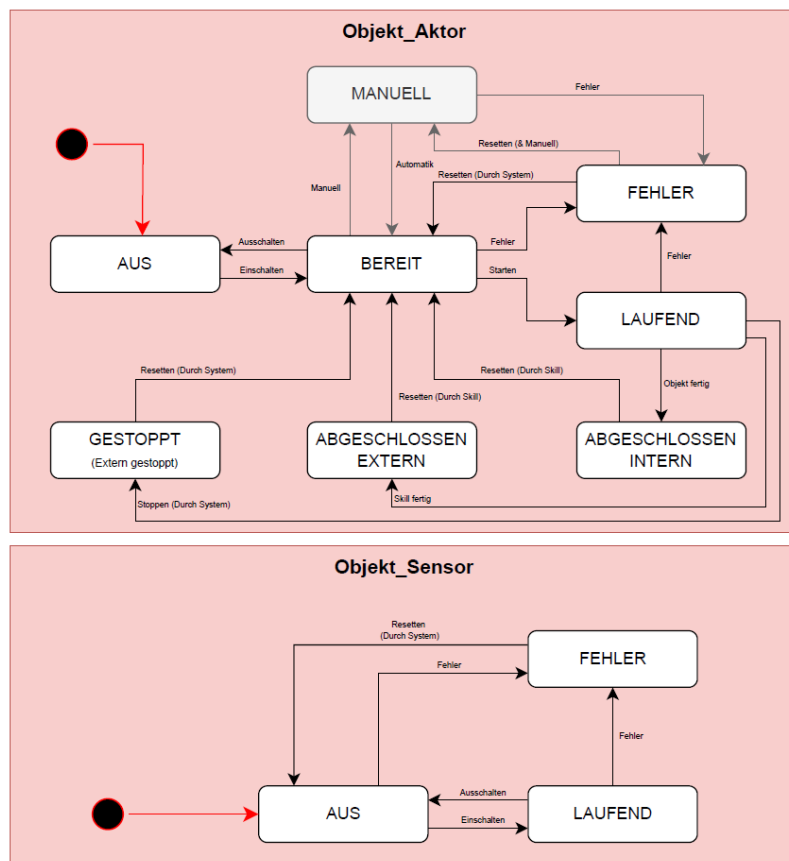 Objekt_Aktor
MANUELL
Fehler
Resetten (& Manuell)
Automatik
Manuell
Resetten (Durch System)
FEHLER
AUS
Ausschalten
Einschalten
BEREIT
Fehler
Starten
Fehler
LAUFEND
Resetten (Durch System)
Resetten (Durch Skill)
Resetten (Durch Skill)
Objekt fertig
GESTOPPT
(Extern gestoppt)
ABGESCHLOSSEN
EXTERN
ABGESCHLOSSEN
INTERN
Stoppen (Durch System)
Skill fertig
Objekt_Sensor
Resetten
(Durch System)
FEHLER
Fehler
Fehler
AUS
Ausschalten
Einschalten
LAUFEND